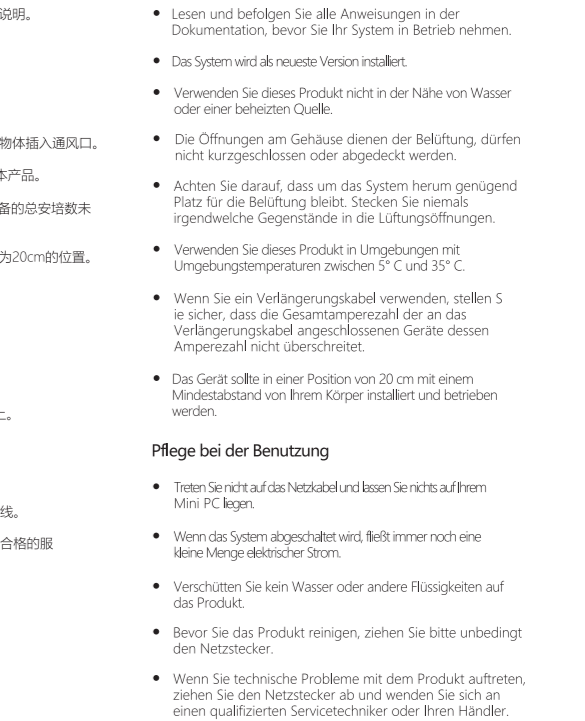 说明。
物体插入通风口。
本产品。
备的总安培数未
为20cm的位置。
上。
线。
合格的服
• Lesen und befolgen Sie alle Anweisungen in der
Dokumentation, bevor Sie Ihr System in Betrieb nehmen.
• Das System wird als neueste Version installiert.
• Verwenden Sie dieses Produkt nicht in der Nähe von Wasser
oder einer beheizten Quelle.
• Die Öffnungen am Gehäuse dienen der Belüftung, dürfen
nicht kurzgeschlossen oder abgedeckt werden.
• Achten Sie darauf, dass um das System herum genügend
Platz für die Belüftung bleibt. Stecken Sie niemals
irgendwelche Gegenstände in die Lüftungsöffnungen.
• Verwenden Sie dieses Produkt in Umgebungen mit
Umgebungstemperaturen zwischen 5° C und 35° C.
• Wenn Sie ein Verlängerungskabel verwenden, stellen S
ie sicher, dass die Gesamtamperezahl der an das
Verlängerungskabel angeschlossenen Geräte dessen
Amperezahl nicht überschreitet.
• Das Gerät sollte in einer Position von 20 cm mit einem
Mindestabstand von Ihrem Körper installiert und betrieben
werden.
Pflege bei der Benutzung
• Treten Sie nicht auf das Netzkabel und lassen Sie nichts auf Ihrem
Mini PC liegen.
• Wenn das System abgeschaltet wird, fließt immer noch eine
kleine Menge elektrischer Strom.
• Verschütten Sie kein Wasser oder andere Flüssigkeiten auf
das Produkt.
• Bevor Sie das Produkt reinigen, ziehen Sie bitte unbedingt
den Netzstecker.
• Wenn Sie technische Probleme mit dem Produkt auftreten,
ziehen Sie den Netzstecker ab und wenden Sie sich an
einen qualifizierten Servicetechniker oder Ihren Händler.